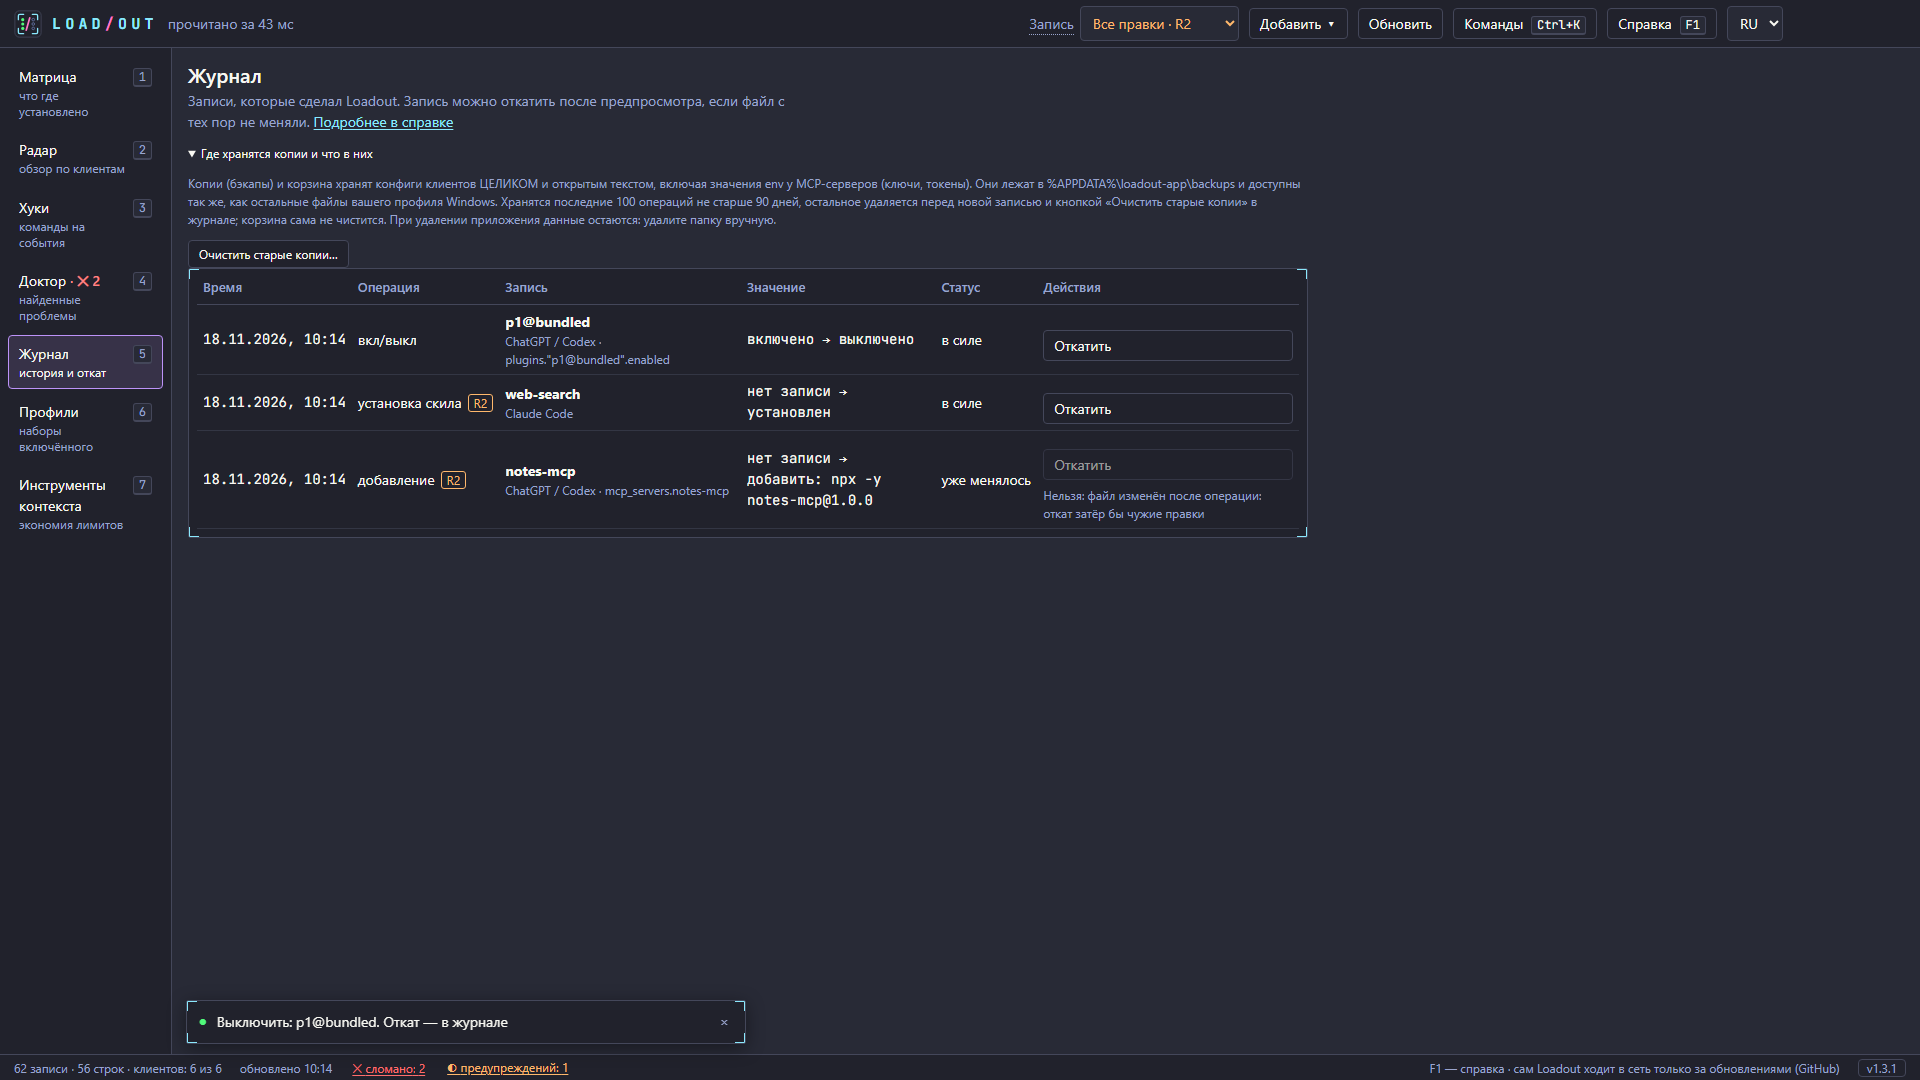 LOAD/OUT прочитано за 43 мс Запись Все правки · R2 Добавить ▾ Обновить Команды Ctrl+K Справка F1 RU
Матрица 1
что где
установлено
Радар 2
обзор по клиентам
Хуки 3
команды на
события
Доктор · ✕ 2 4
найденные
проблемы
Журнал 5
история и откат
Профили 6
наборы
включённого
Инструменты 7
контекста
экономия лимитов
Журнал
Записи, которые сделал Loadout. Запись можно откатить после предпросмотра, если файл с
тех пор не меняли. Подробнее в справке
▼ Где хранятся копии и что в них
Копии (бэкапы) и корзина хранят конфиги клиентов ЦЕЛИКОМ и открытым текстом, включая значения env у MCP-серверов (ключи, токены). Они лежат в %APPDATA%\loadout-app\backups и доступны
так же, как остальные файлы вашего профиля Windows. Хранятся последние 100 операций не старше 90 дней, остальное удаляется перед новой записью и кнопкой «Очистить старые копии» в
журнале; корзина сама не чистится. При удалении приложения данные остаются: удалите папку вручную.
Очистить старые копии...
Время Операция Запись Значение Статус Действия
18.11.2026, 10:14 вкл/выкл p1@bundled включено → выключено в силе Откатить
ChatGPT / Codex ·
plugins."p1@bundled".enabled
18.11.2026, 10:14 установка скила R2 web-search нет записи → в силе Откатить
Claude Code установлен
18.11.2026, 10:14 добавление R2 notes-mcp нет записи → уже менялось Откатить
ChatGPT / Codex · mcp_servers.notes-mcp добавить: npx -y Нельзя: файл изменён после операции:
notes-mcp@1.0.0 откат затёр бы чужие правки
Выключить: p1@bundled. Откат — в журнале ×
62 записи · 56 строк · клиентов: 6 из 6 обновлено 10:14 ✕ сломано: 2 ◐ предупреждений: 1 F1 — справка · сам Loadout ходит в сеть только за обновлениями (GitHub) v1.3.1